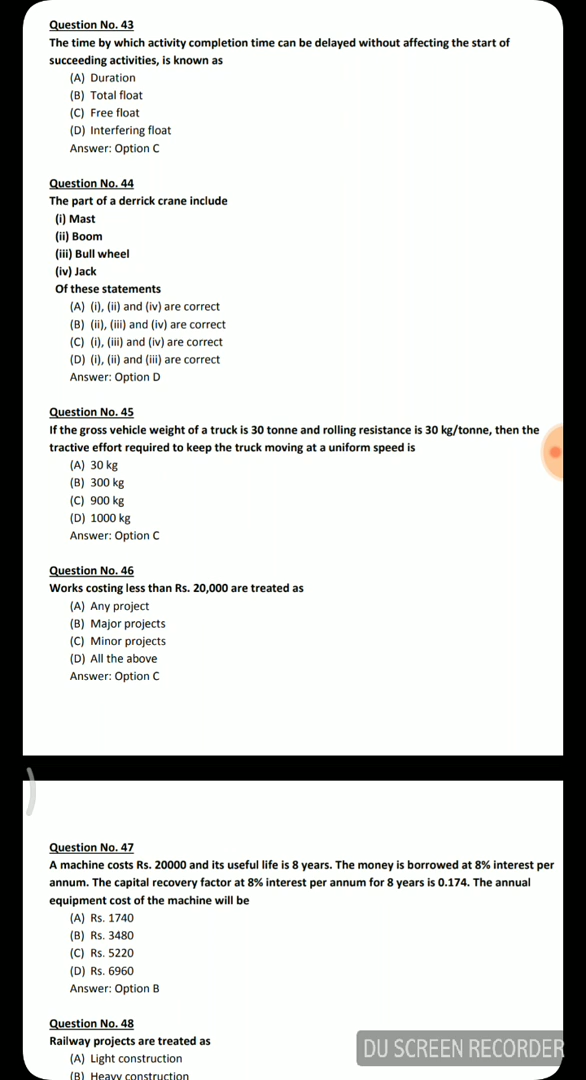 Question No. 43
The time by which activity completion time can be delayed without affecting the start of
succeeding activities, is known as
(A) Duration
(B) Total float
(C) Free float
(D) Interfering float
Answer: Option C
Question No. 44
The part of a derrick crane include
(i) Mast
(ii) Boom
(iii) Bull wheel
(iv) Jack
Of these statements
(A) (i), (ii) and (iv) are correct
(B) (ii), (iii) and (iv) are correct
(C) (i), (iii) and (iv) are correct
(D) (i), (ii) and (iii) are correct
Answer: Option D
Question No. 45
If the gross vehicle weight of a truck is 30 tonne and rolling resistance is 30 kg/tonne, then the
tractive effort required to keep the truck moving at a uniform speed is
(A) 30 kg
(B) 300 kg
(C) 900 kg
(D) 1000 kg
Answer: Option C
Question No. 46
Works costing less than Rs. 20,000 are treated as
(A) Any project
(B) Major projects
(C) Minor projects
(D) All the above
Answer: Option C
Question No. 47
A machine costs Rs. 20000 and its useful life is 8 years. The money is borrowed at 8% interest per
annum. The capital recovery factor at 8% interest per annum for 8 years is 0.174. The annual
equipment cost of the machine will be
(A) Rs. 1740
(B) Rs. 3480
(C) Rs. 5220
(D) Rs. 6960
Answer: Option B
Question No. 48
Railway projects are treated as
(A) Light construction
(B) Heavy construction
DU SCREEN RECORDER